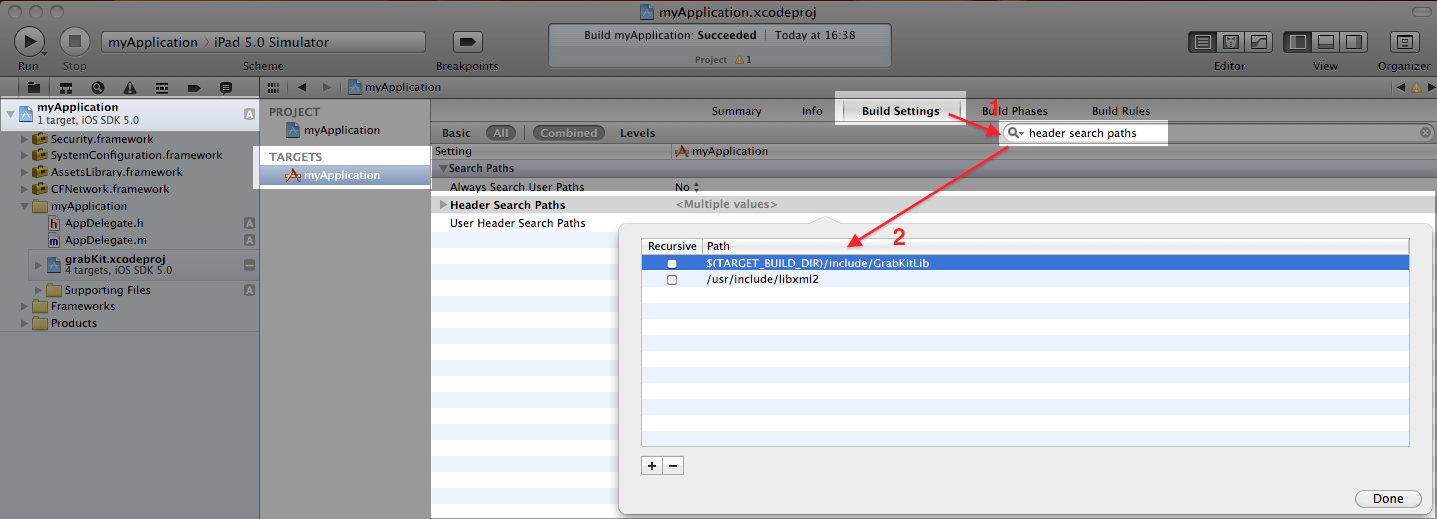 myApplication.xcodeproj
myApplication 〉 iPad 5.0 Simulator
Build myApplication: Succeeded | Today at 16:38
Project 1
Run Stop Scheme Breakpoints Editor View Organizer
myApplication
myApplication
1 target, iOS SDK 5.0
A
Security.framework
SystemConfiguration.framework
AssetsLibrary.framework
CFNetwork.framework
myApplication
AppDelegate.h A
AppDelegate.m A
grabKit.xcodeproj
4 targets, iOS SDK 5.0
Supporting Files A
Frameworks
Products
PROJECT
myApplication
TARGETS
myApplication
Summary Info Build Settings Build Phases Build Rules
1
Basic All Combined Levels header search paths
Setting myApplication
Search Paths
Always Search User Paths No
Header Search Paths <Multiple values>
User Header Search Paths
2
Recursive Path
$(TARGET_BUILD_DIR)/include/GrabKitLib
/usr/include/libxml2
+ −
Done